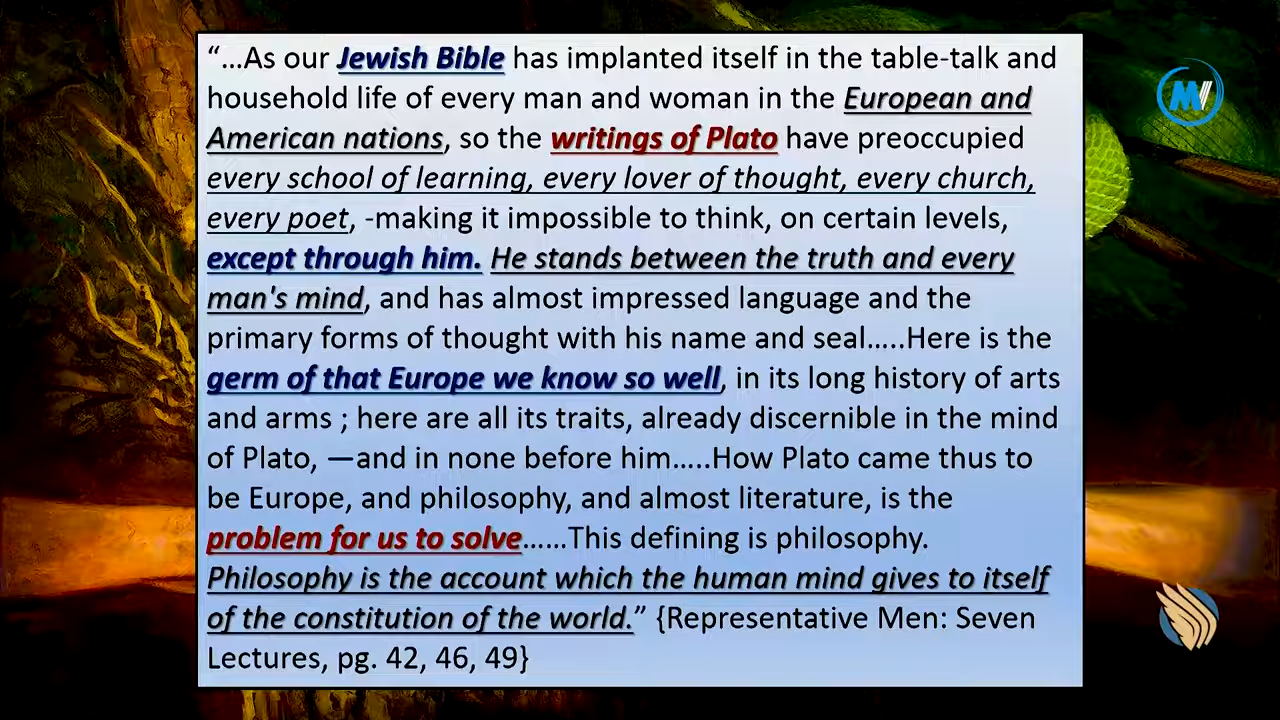 “…As our Jewish Bible has implanted itself in the table-talk and
household life of every man and woman in the European and
American nations, so the writings of Plato have preoccupied
every school of learning, every lover of thought, every church,
every poet, -making it impossible to think, on certain levels,
except through him. He stands between the truth and every
man's mind, and has almost impressed language and the
primary forms of thought with his name and seal…..Here is the
germ of that Europe we know so well, in its long history of arts
and arms ; here are all its traits, already discernible in the mind
of Plato, —and in none before him…..How Plato came thus to
be Europe, and philosophy, and almost literature, is the
problem for us to solve……This defining is philosophy.
Philosophy is the account which the human mind gives to itself
of the constitution of the world.” {Representative Men: Seven
Lectures, pg. 42, 46, 49}